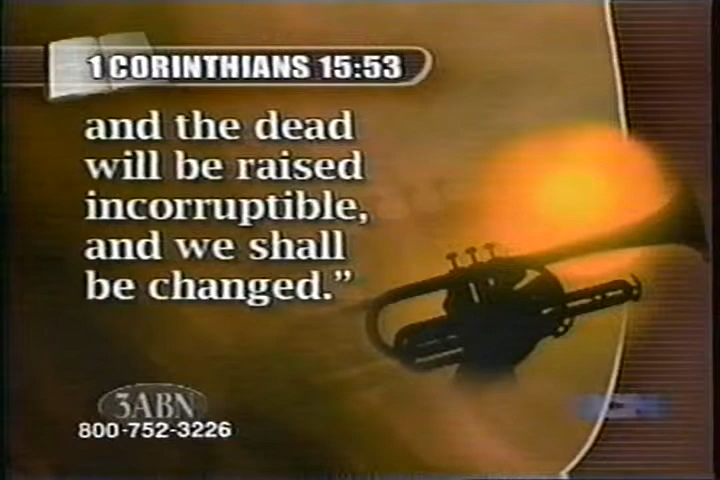 1 CORINTHIANS 15:53
and the dead
will be raised
incorruptible,
and we shall
be changed.”
3ABN
800-752-3226